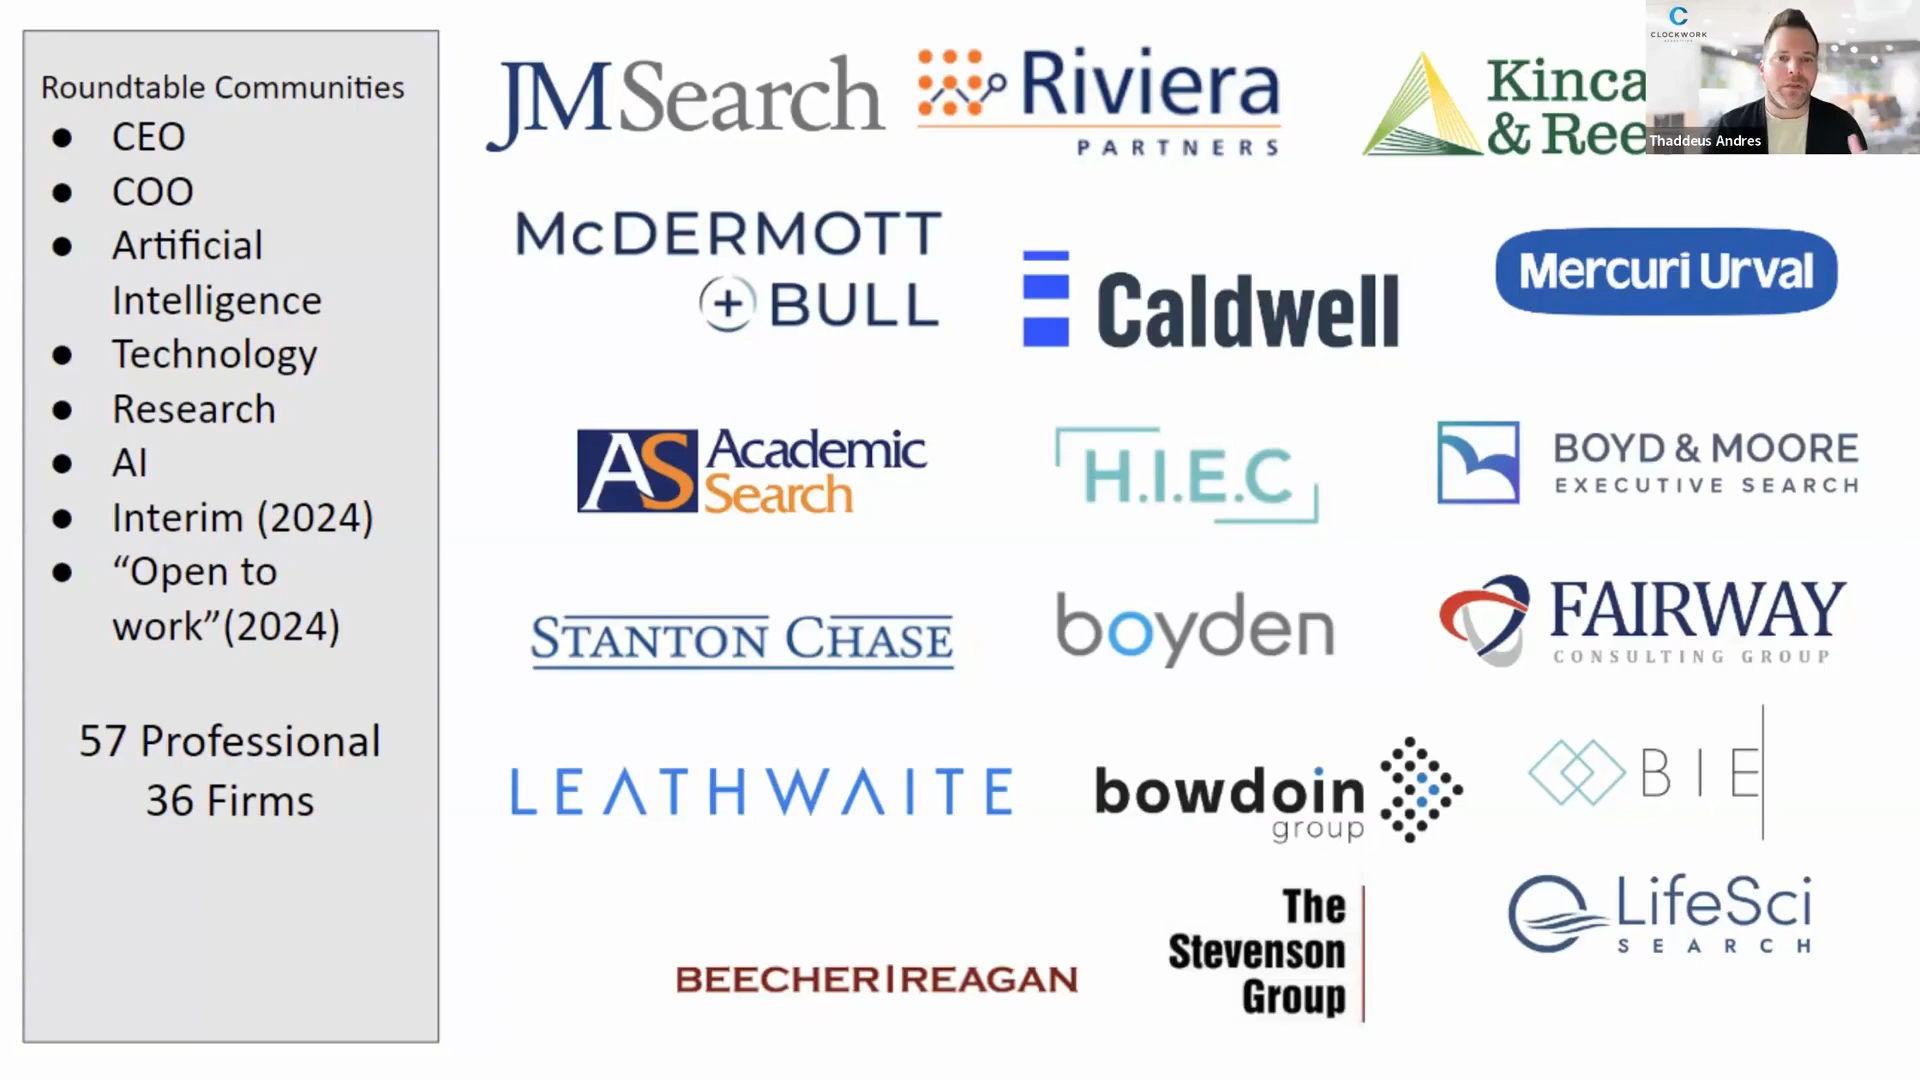 Roundtable Communities
● CEO
● COO
● Artificial
Intelligence
● Technology
● Research
● AI
● Interim (2024)
● “Open to
work”(2024)
57 Professional
36 Firms
JMSearch
Riviera
PARTNERS
Kinca
& Ree
CLOCKWORK
Thaddeus Andres
McDERMOTT
+ BULL
Caldwell
Mercuri Urval
AS Academic
Search
H.I.E.C
BOYD & MOORE
EXECUTIVE SEARCH
STANTON CHASE
boyden
FAIRWAY
CONSULTING GROUP
LEATHWAITE
bowdoin
group
BIE
BEECHER|REAGAN
The
Stevenson
Group
LifeSci
SEARCH